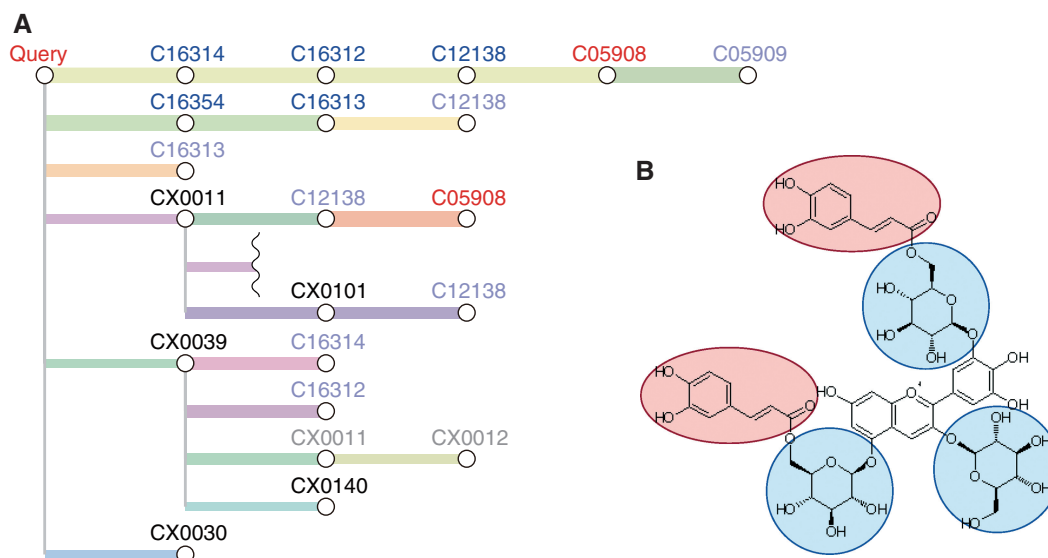 A
Query C16314 C16312 C12138 C05908 C05909
C16354 C16313 C12138
C16313
CX0011 C12138 C05908
CX0101 C12138
CX0039 C16314
C16312
CX0011 CX0012
CX0140
CX0030
B
HO
HO
O
O
HO
O
HO
HO
OH
O
OH
OH
OH
HO
HO
O
O
HO
O+
OH
OH
OH
OH
HO
O
O
O
O
O
HO
OH
OH